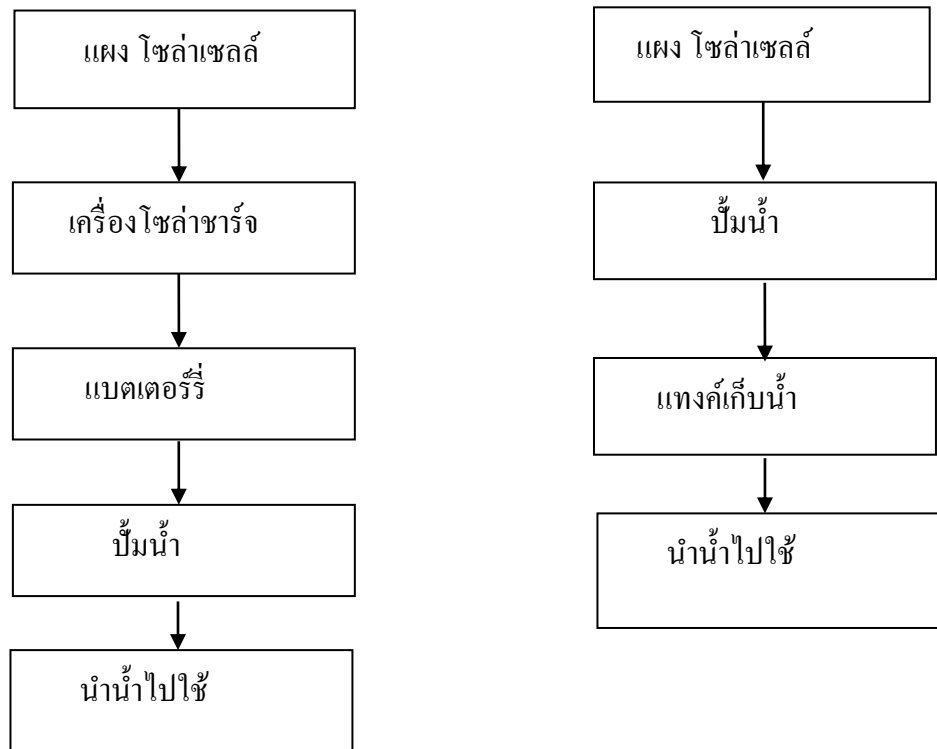 แผง โซล่าเซลล์
เครื่องโซล่าชาร์จ
แบตเตอร์รี่
ปั้มน้ำ
นำน้ำไปใช้
แผง โซล่าเซลล์
ปั้มน้ำ
แทงค์เก็บน้ำ
นำน้ำไปใช้